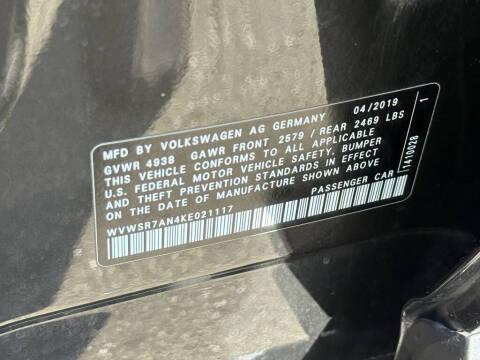 MFD BY VOLKSWAGEN AG GERMANY 04/2019
GVWR 4938 GAWR FRONT 2579 / REAR 2469 LBS
THIS VEHICLE CONFORMS TO ALL APPLICABLE
U.S. FEDERAL MOTOR VEHICLE SAFETY, BUMPER
AND THEFT PREVENTION STANDARDS IN EFFECT
ON THE DATE OF MANUFACTURE SHOWN ABOVE
WVWSR7AN4KE021117 PASSENGER CAR
1410028 1